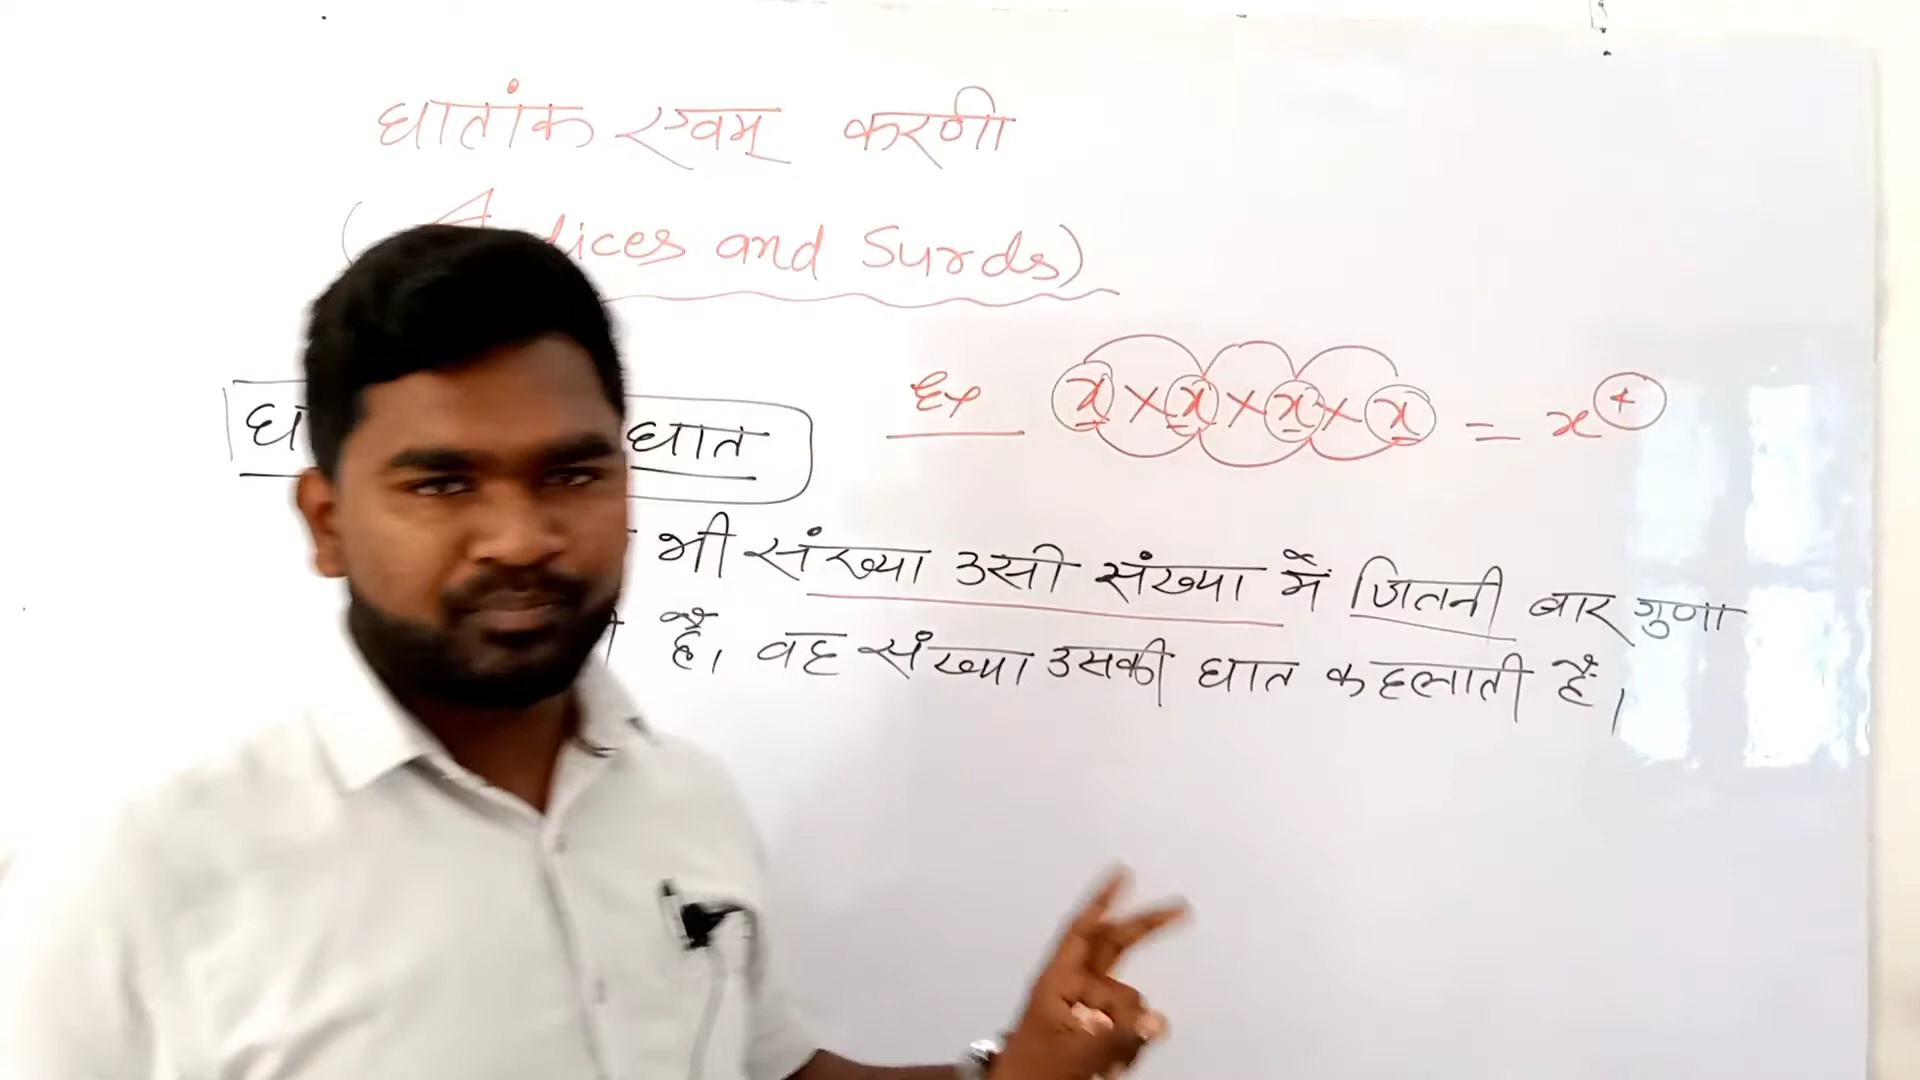 घातांक एवम् करणी
dices and Surds)
घात
Ex x × x × x × x = x⁴
भी संख्या उसी संख्या में जितनी बार गुणा
है, वह संख्या उसकी घात कहलाती हैं।